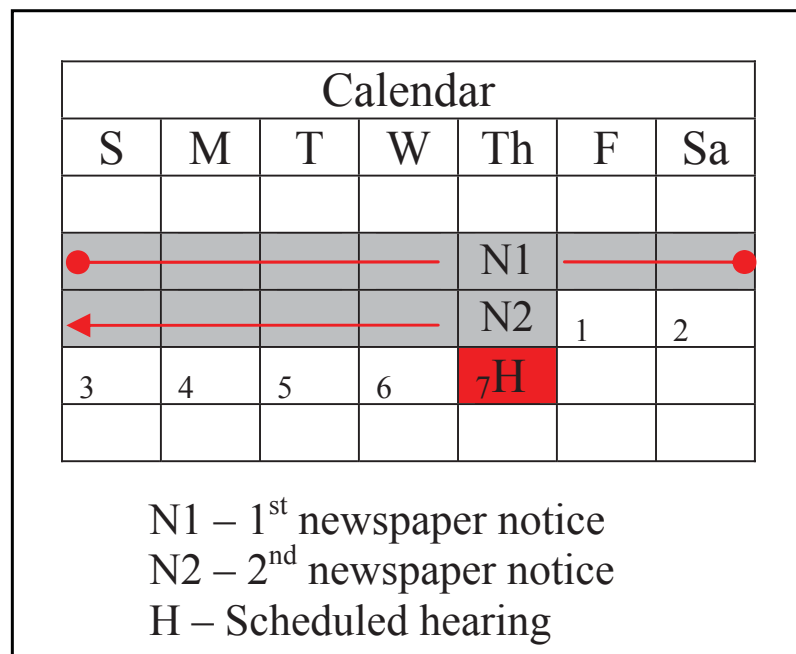 Calendar
S M T W Th F Sa
N1
N2 1 2
3 4 5 6 7H
N1 – 1st newspaper notice
N2 – 2nd newspaper notice
H – Scheduled hearing